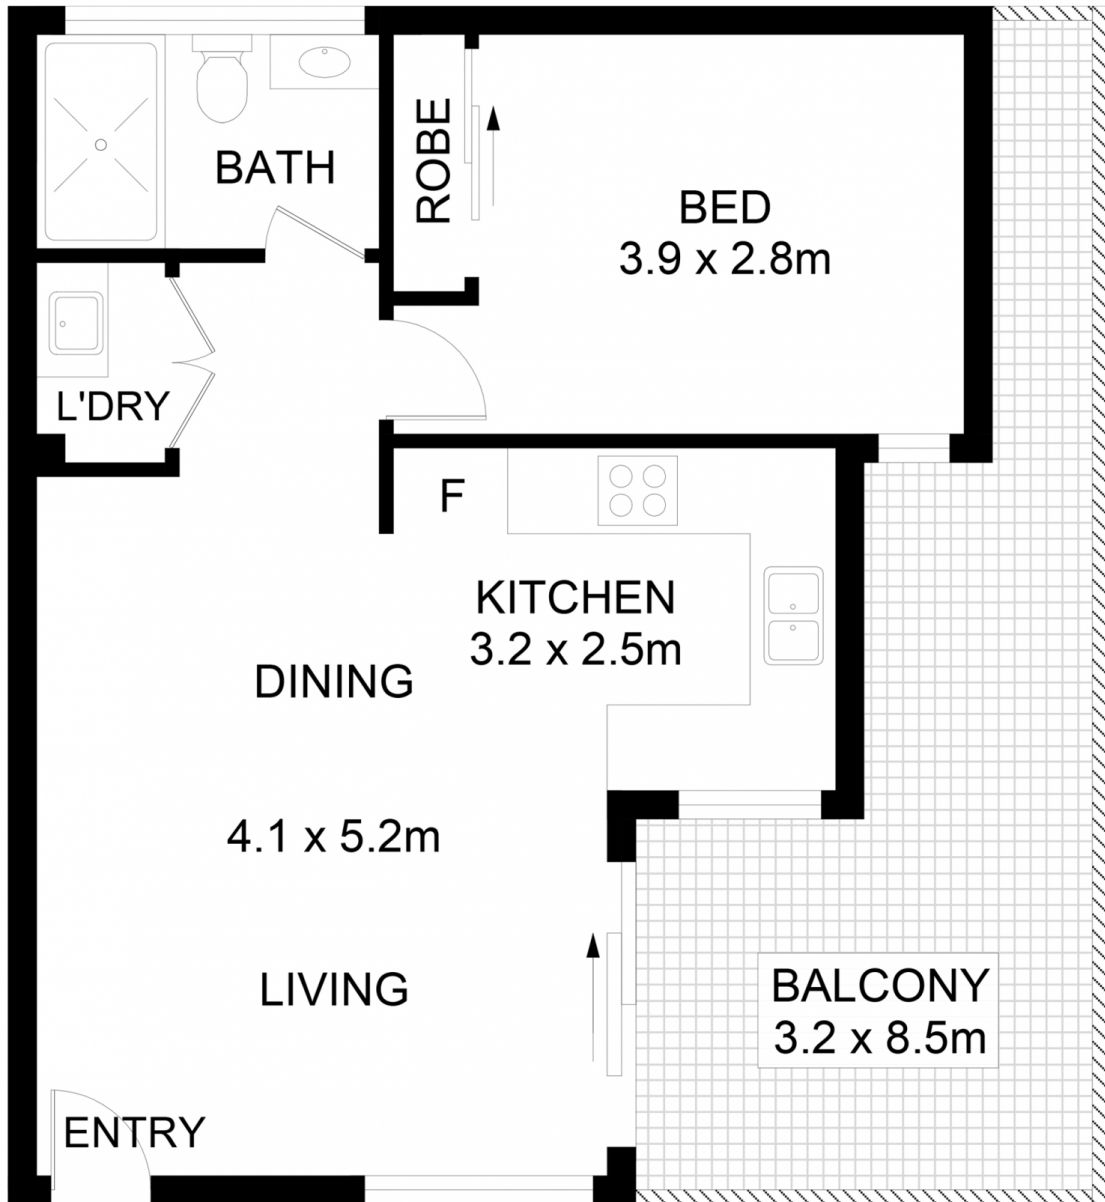 BATH
ROBE
BED
3.9 x 2.8m
L'DRY
F
KITCHEN
3.2 x 2.5m
DINING
4.1 x 5.2m
LIVING
BALCONY
3.2 x 8.5m
ENTRY